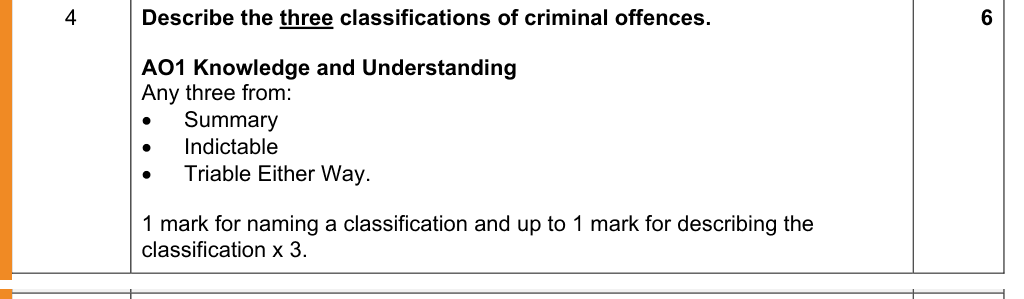 4 Describe the three classifications of criminal offences. 6
AO1 Knowledge and Understanding
Any three from:
• Summary
• Indictable
• Triable Either Way.
1 mark for naming a classification and up to 1 mark for describing the
classification x 3.